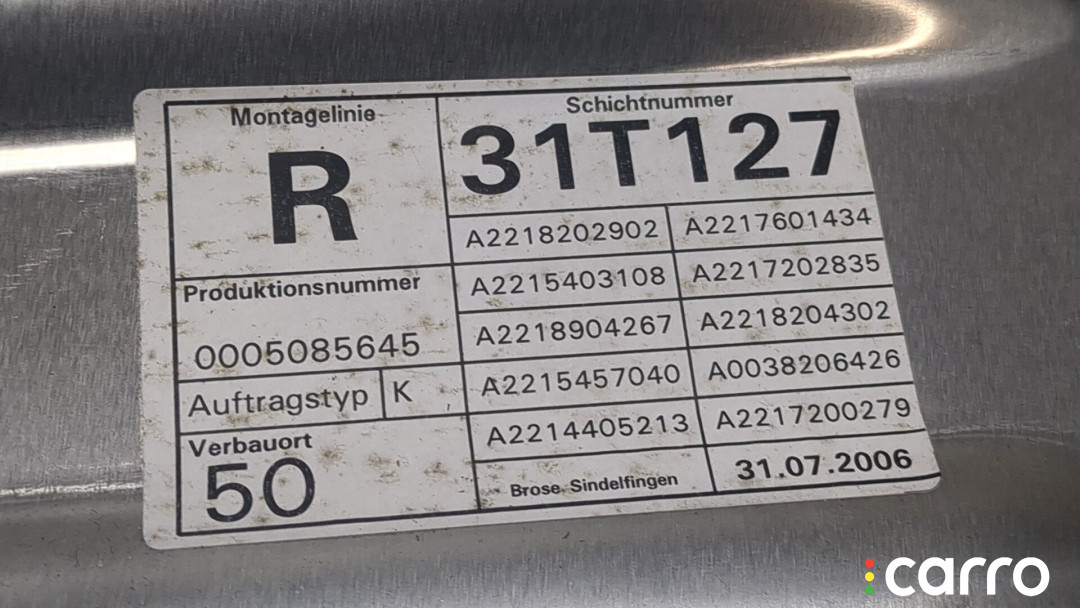 Montagelinie
R
Schichtnummer
31T127
A2218202902 A2217601434
A2215403108 A2217202835
A2218904267 A2218204302
A2215457040 A0038206426
A2214405213 A2217200279
Produktionsnummer
0005085645
Auftragstyp K
Verbauort
50
Brose Sindelfingen 31.07.2006
carro